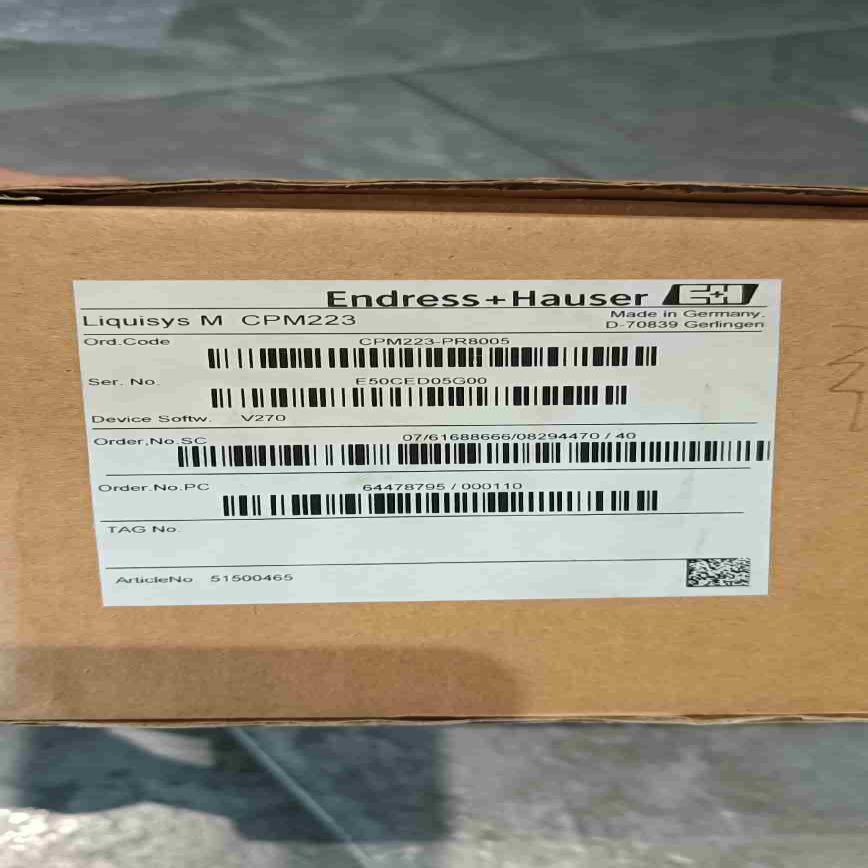 Endress+Hauser E+H
Liquisys M CPM223
Made in Germany.
D-70839 Gerlingen
Ord.Code
CPM223-PR8005
Ser. No.
E50CED05G00
Device Softw. V270
Order.No.SC
07/61688666/08294470 / 40
Order.No.PC
64478795 / 000110
TAG No.
ArticleNo 51500465